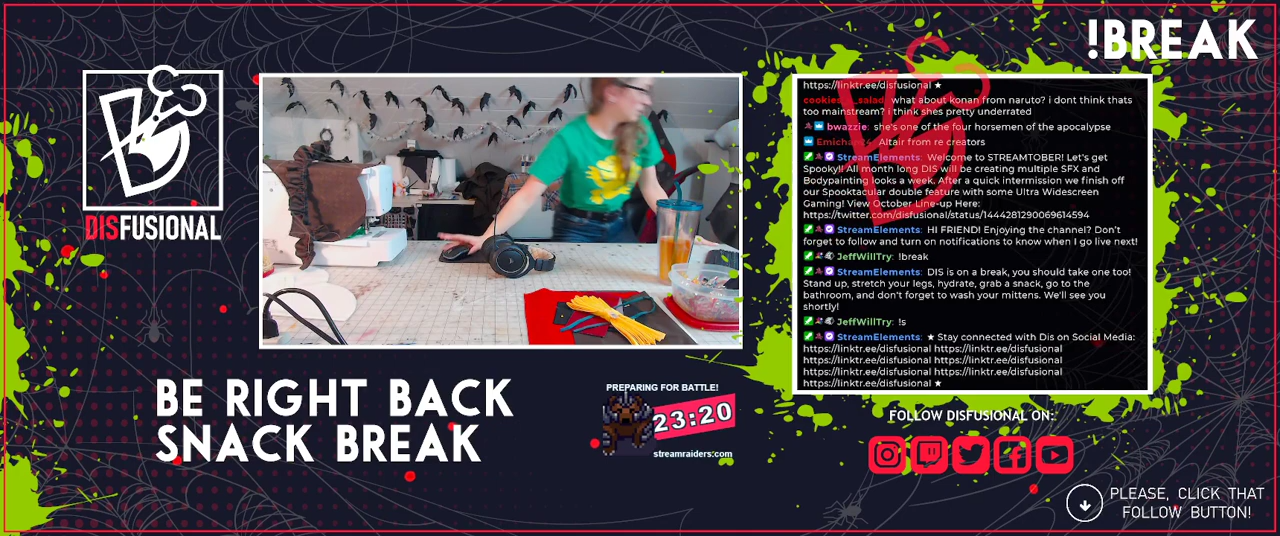 !BREAK
DISFUSIONAL
https://linktr.ee/disfusional ★
what about konan from naruto? i dont think thats
too mainstream? i think shes pretty underrated
bwazzie: she's one of the four horsemen of the apocalypse
Altair from re creators
StreamElements: Welcome to STREAMTOBER! Let's get
Spooky!! All month long DIS will be creating multiple SFX and
Bodypainting looks a week. After a quick intermission we finish off
our Spooktacular double feature with some Ultra Widescreen
Gaming! View October Line-up Here:
https://twitter.com/disfusional/status/1444281290069614594
StreamElements: HI FRIEND! Enjoying the channel? Don't
forget to follow and turn on notifications to know when I go live next!
JeffWillTry: !break
StreamElements: DIS is on a break, you should take one too!
Stand up, stretch your legs, hydrate, grab a snack, go to the
bathroom, and don't forget to wash your mittens. We'll see you
shortly!
JeffWillTry: !s
StreamElements: ★ Stay connected with Dis on Social Media:
https://linktr.ee/disfusional https://linktr.ee/disfusional
https://linktr.ee/disfusional https://linktr.ee/disfusional
https://linktr.ee/disfusional https://linktr.ee/disfusional
https://linktr.ee/disfusional ★
BE RIGHT BACK
SNACK BREAK
PREPARING FOR BATTLE!
23:20
streamraiders.com
FOLLOW DISFUSIONAL ON:
PLEASE, CLICK THAT
FOLLOW BUTTON!